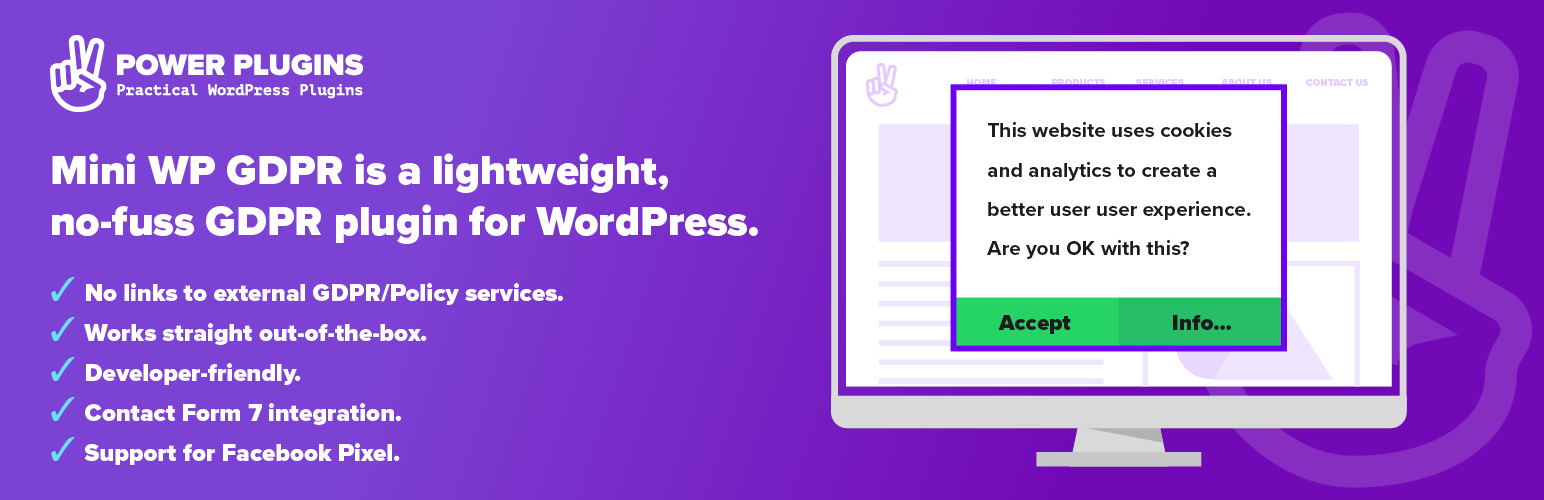 POWER PLUGINS
Practical WordPress Plugins
Mini WP GDPR is a lightweight,
no-fuss GDPR plugin for WordPress.
✓ No links to external GDPR/Policy services.
✓ Works straight out-of-the-box.
✓ Developer-friendly.
✓ Contact Form 7 integration.
✓ Support for Facebook Pixel.
HOME PRODUCTS SERVICES ABOUT US CONTACT US
This website uses cookies
and analytics to create a
better user user experience.
Are you OK with this?
Accept Info...